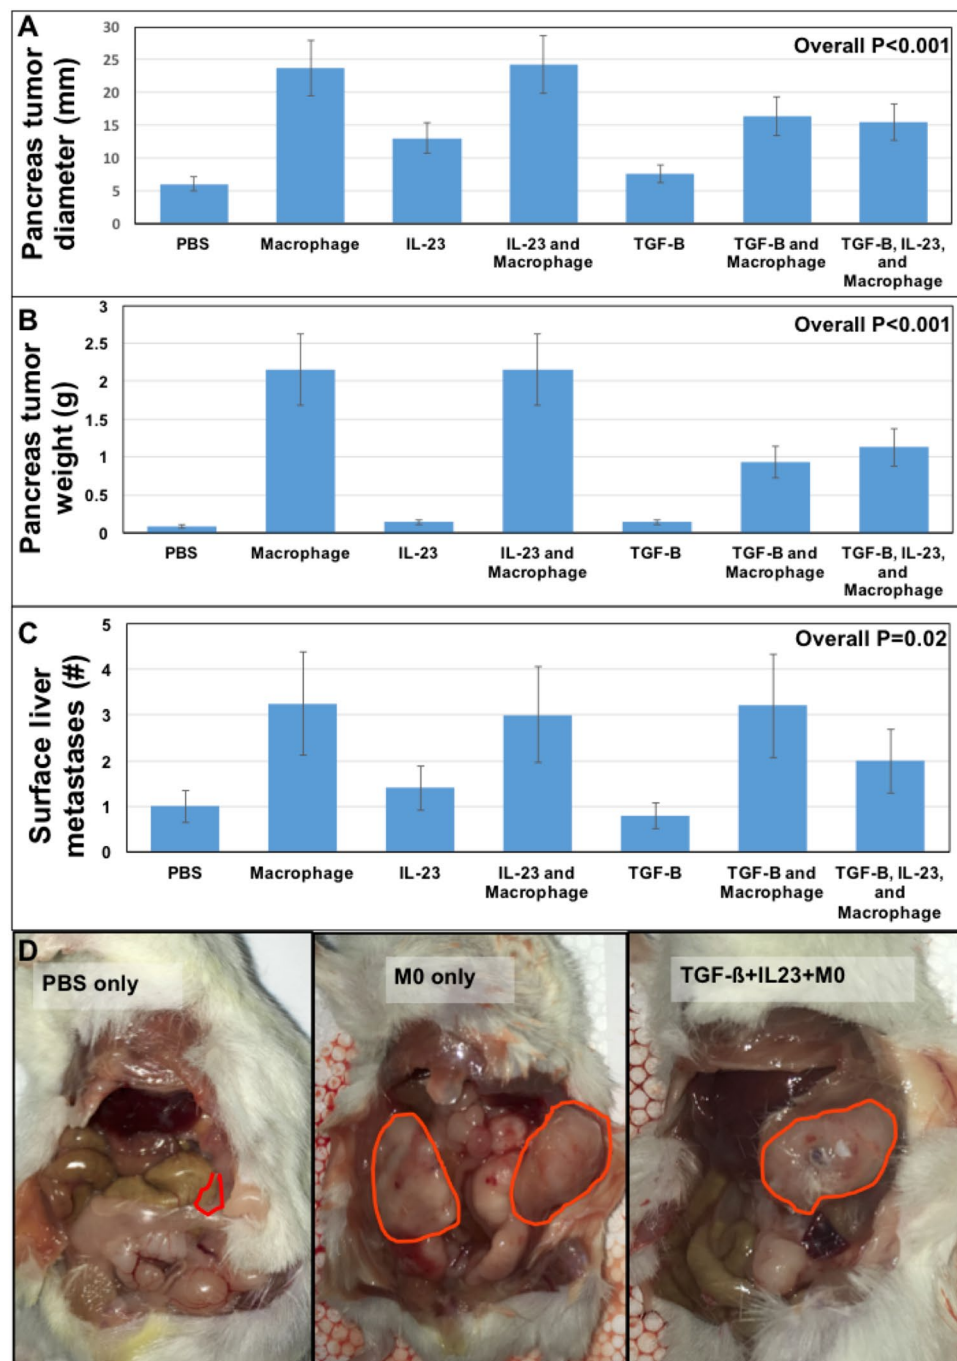 A
Pancreas tumor
diameter (mm)
30
25
20
15
10
5
0
Overall P<0.001
PBS
Macrophage
IL-23
IL-23 and
Macrophage
TGF-B
TGF-B and
Macrophage
TGF-B, IL-23,
and
Macrophage
B
Pancreas tumor
weight (g)
3
2.5
2
1.5
1
0.5
0
Overall P<0.001
PBS
Macrophage
IL-23
IL-23 and
Macrophage
TGF-B
TGF-B and
Macrophage
TGF-B, IL-23,
and
Macrophage
C
Surface liver
metastases (#)
5
4
3
2
1
0
Overall P=0.02
PBS
Macrophage
IL-23
IL-23 and
Macrophage
TGF-B
TGF-B and
Macrophage
TGF-B, IL-23,
and
Macrophage
D
PBS only
M0 only
TGF-ß+IL23+M0